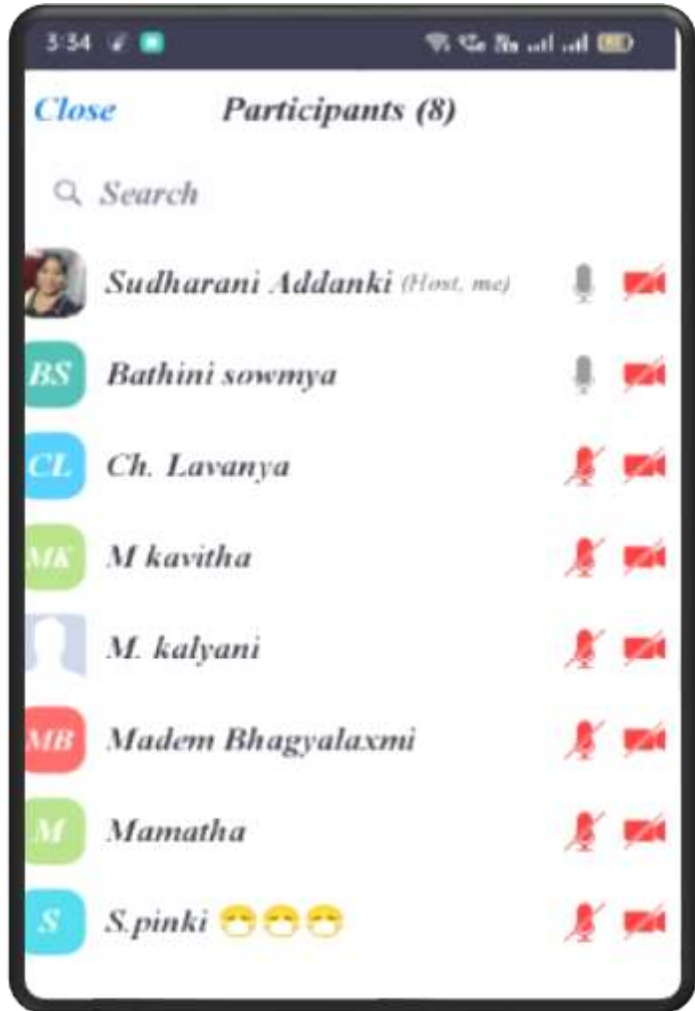 3:34
Close Participants (8)
Search
Sudharani Addanki (Host, me)
BS Bathini sowmya
CL Ch. Lavanya
MK M kavitha
M. kalyani
MB Madem Bhagyalaxmi
M Mamatha
S S.pinki 😷😷😷